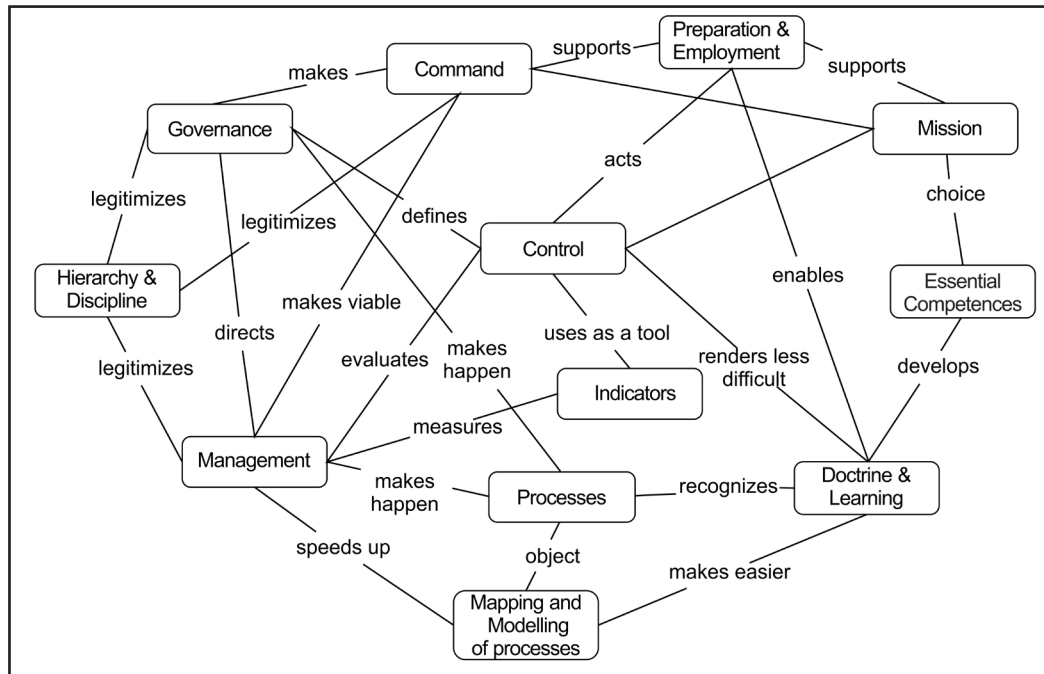 Preparation &
Employment
supports
Command
makes
supports
Governance
Mission
acts
legitimizes
choice
legitimizes
defines
Control
Hierarchy &
Discipline
enables
Essential
Competences
makes viable
directs
uses as a tool
evaluates
makes
happen
renders less
difficult
legitimizes
develops
Indicators
measures
Management
makes
happen
Processes
recognizes
Doctrine &
Learning
speeds up
object
makes easier
Mapping and
Modelling
of processes